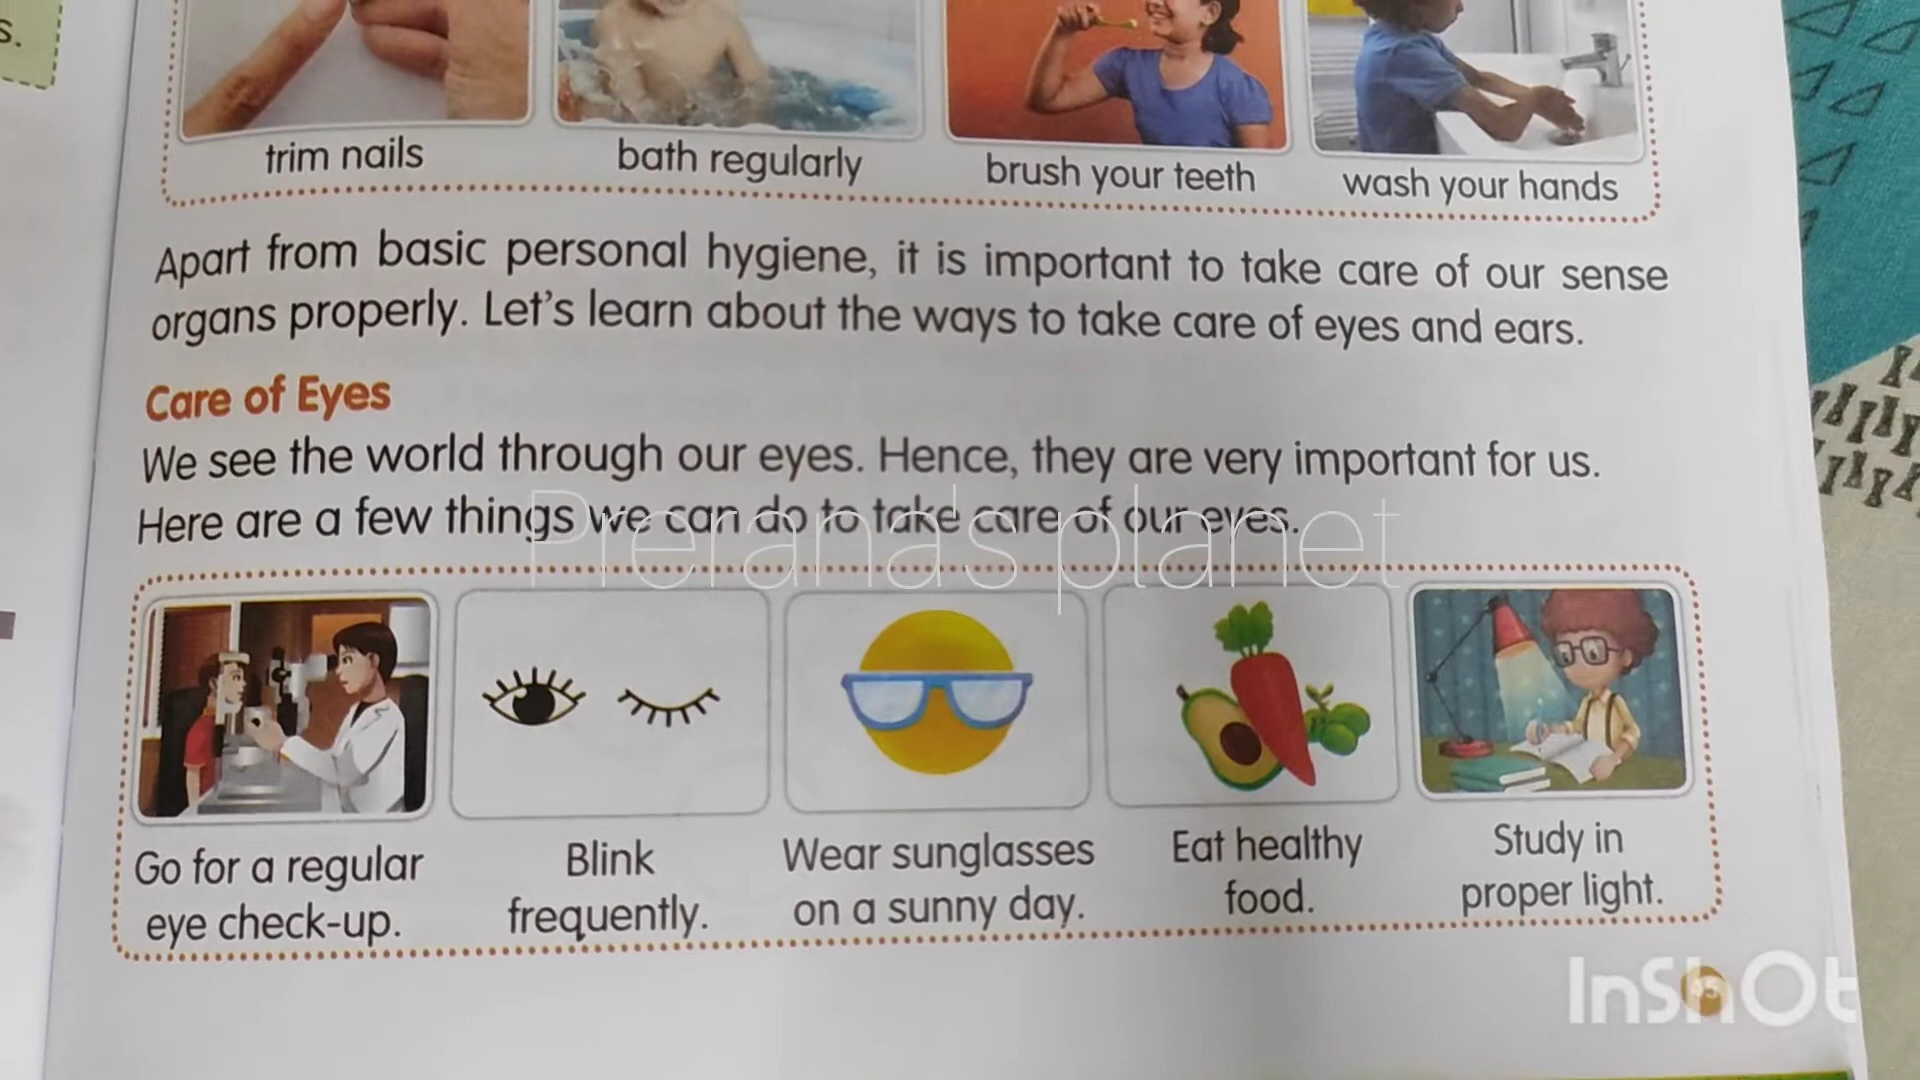 s.
trim nails
bath regularly
brush your teeth
wash your hands
Apart from basic personal hygiene, it is important to take care of our sense
organs properly. Let's learn about the ways to take care of eyes and ears.
Care of Eyes
We see the world through our eyes. Hence, they are very important for us.
Here are a few things we can do to take care of our eyes.
Prerana's planet
Go for a regular
eye check-up.
Blink
frequently.
Wear sunglasses
on a sunny day.
Eat healthy
food.
Study in
proper light.
InShOt